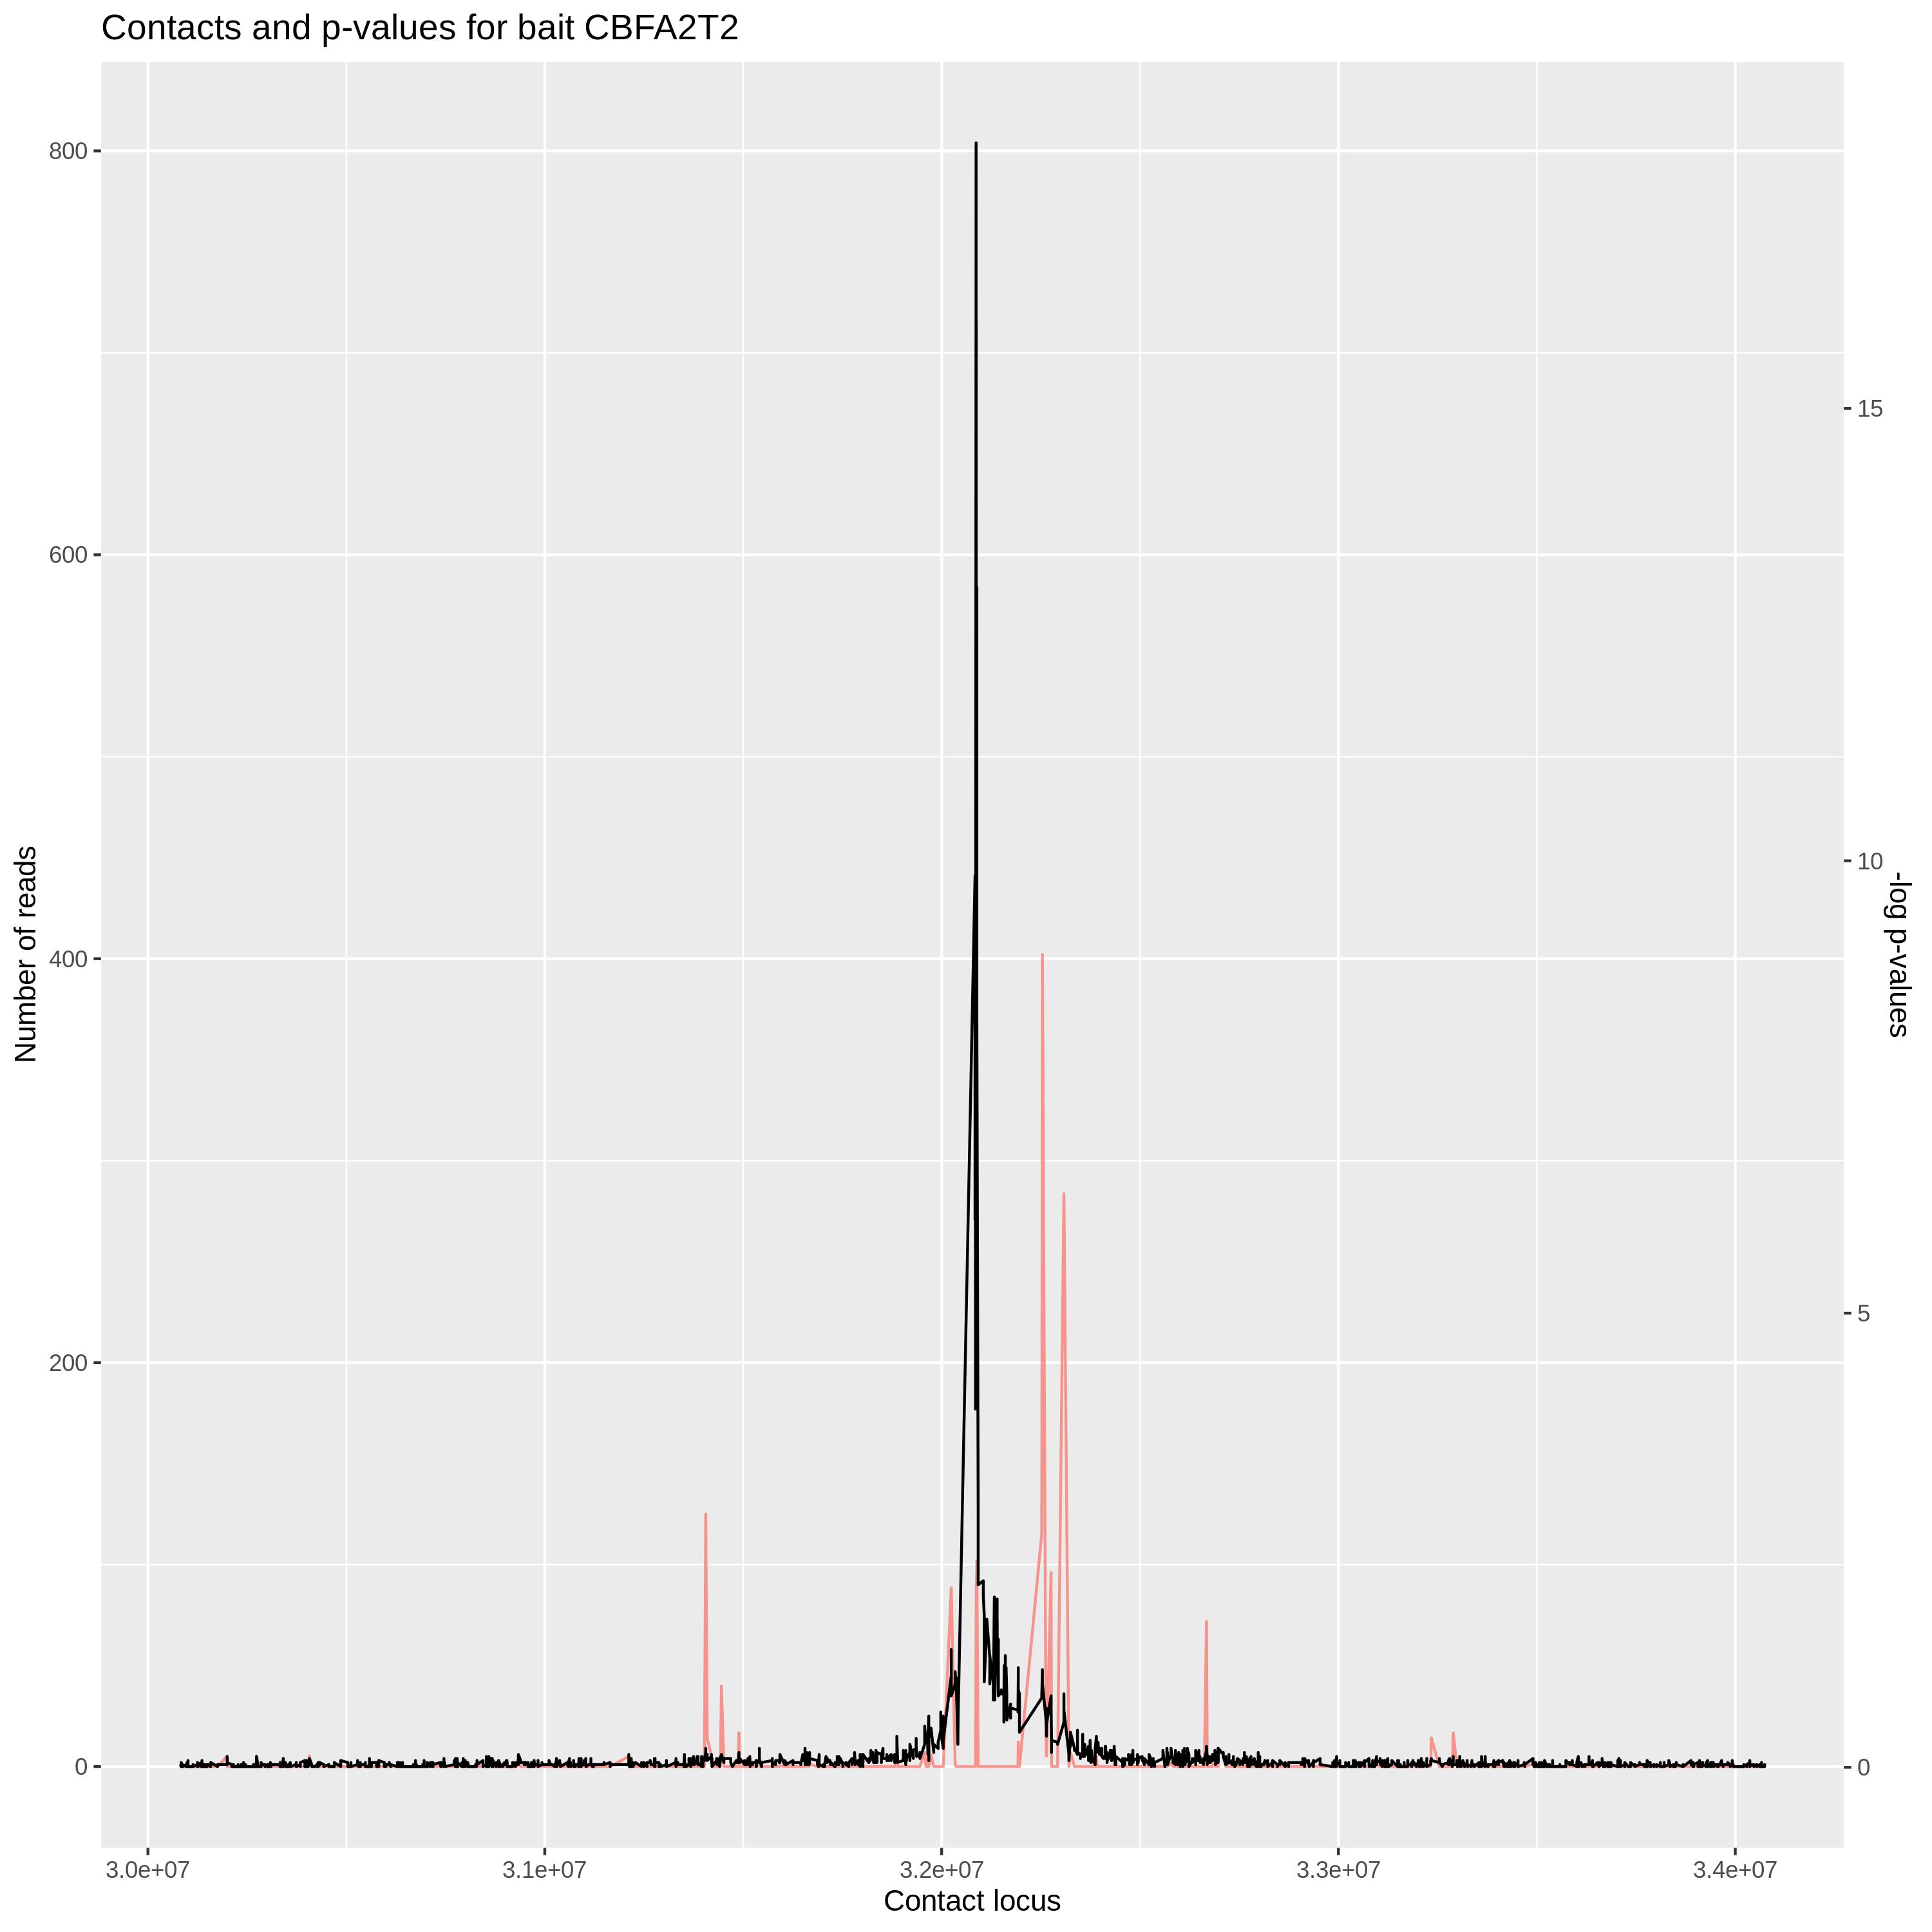 Contacts and p-values for bait CBFA2T2
800
600
400
200
0
Number of reads
15
10
5
0
-log p-values
3.0e+07 3.1e+07 3.2e+07 3.3e+07 3.4e+07
Contact locus